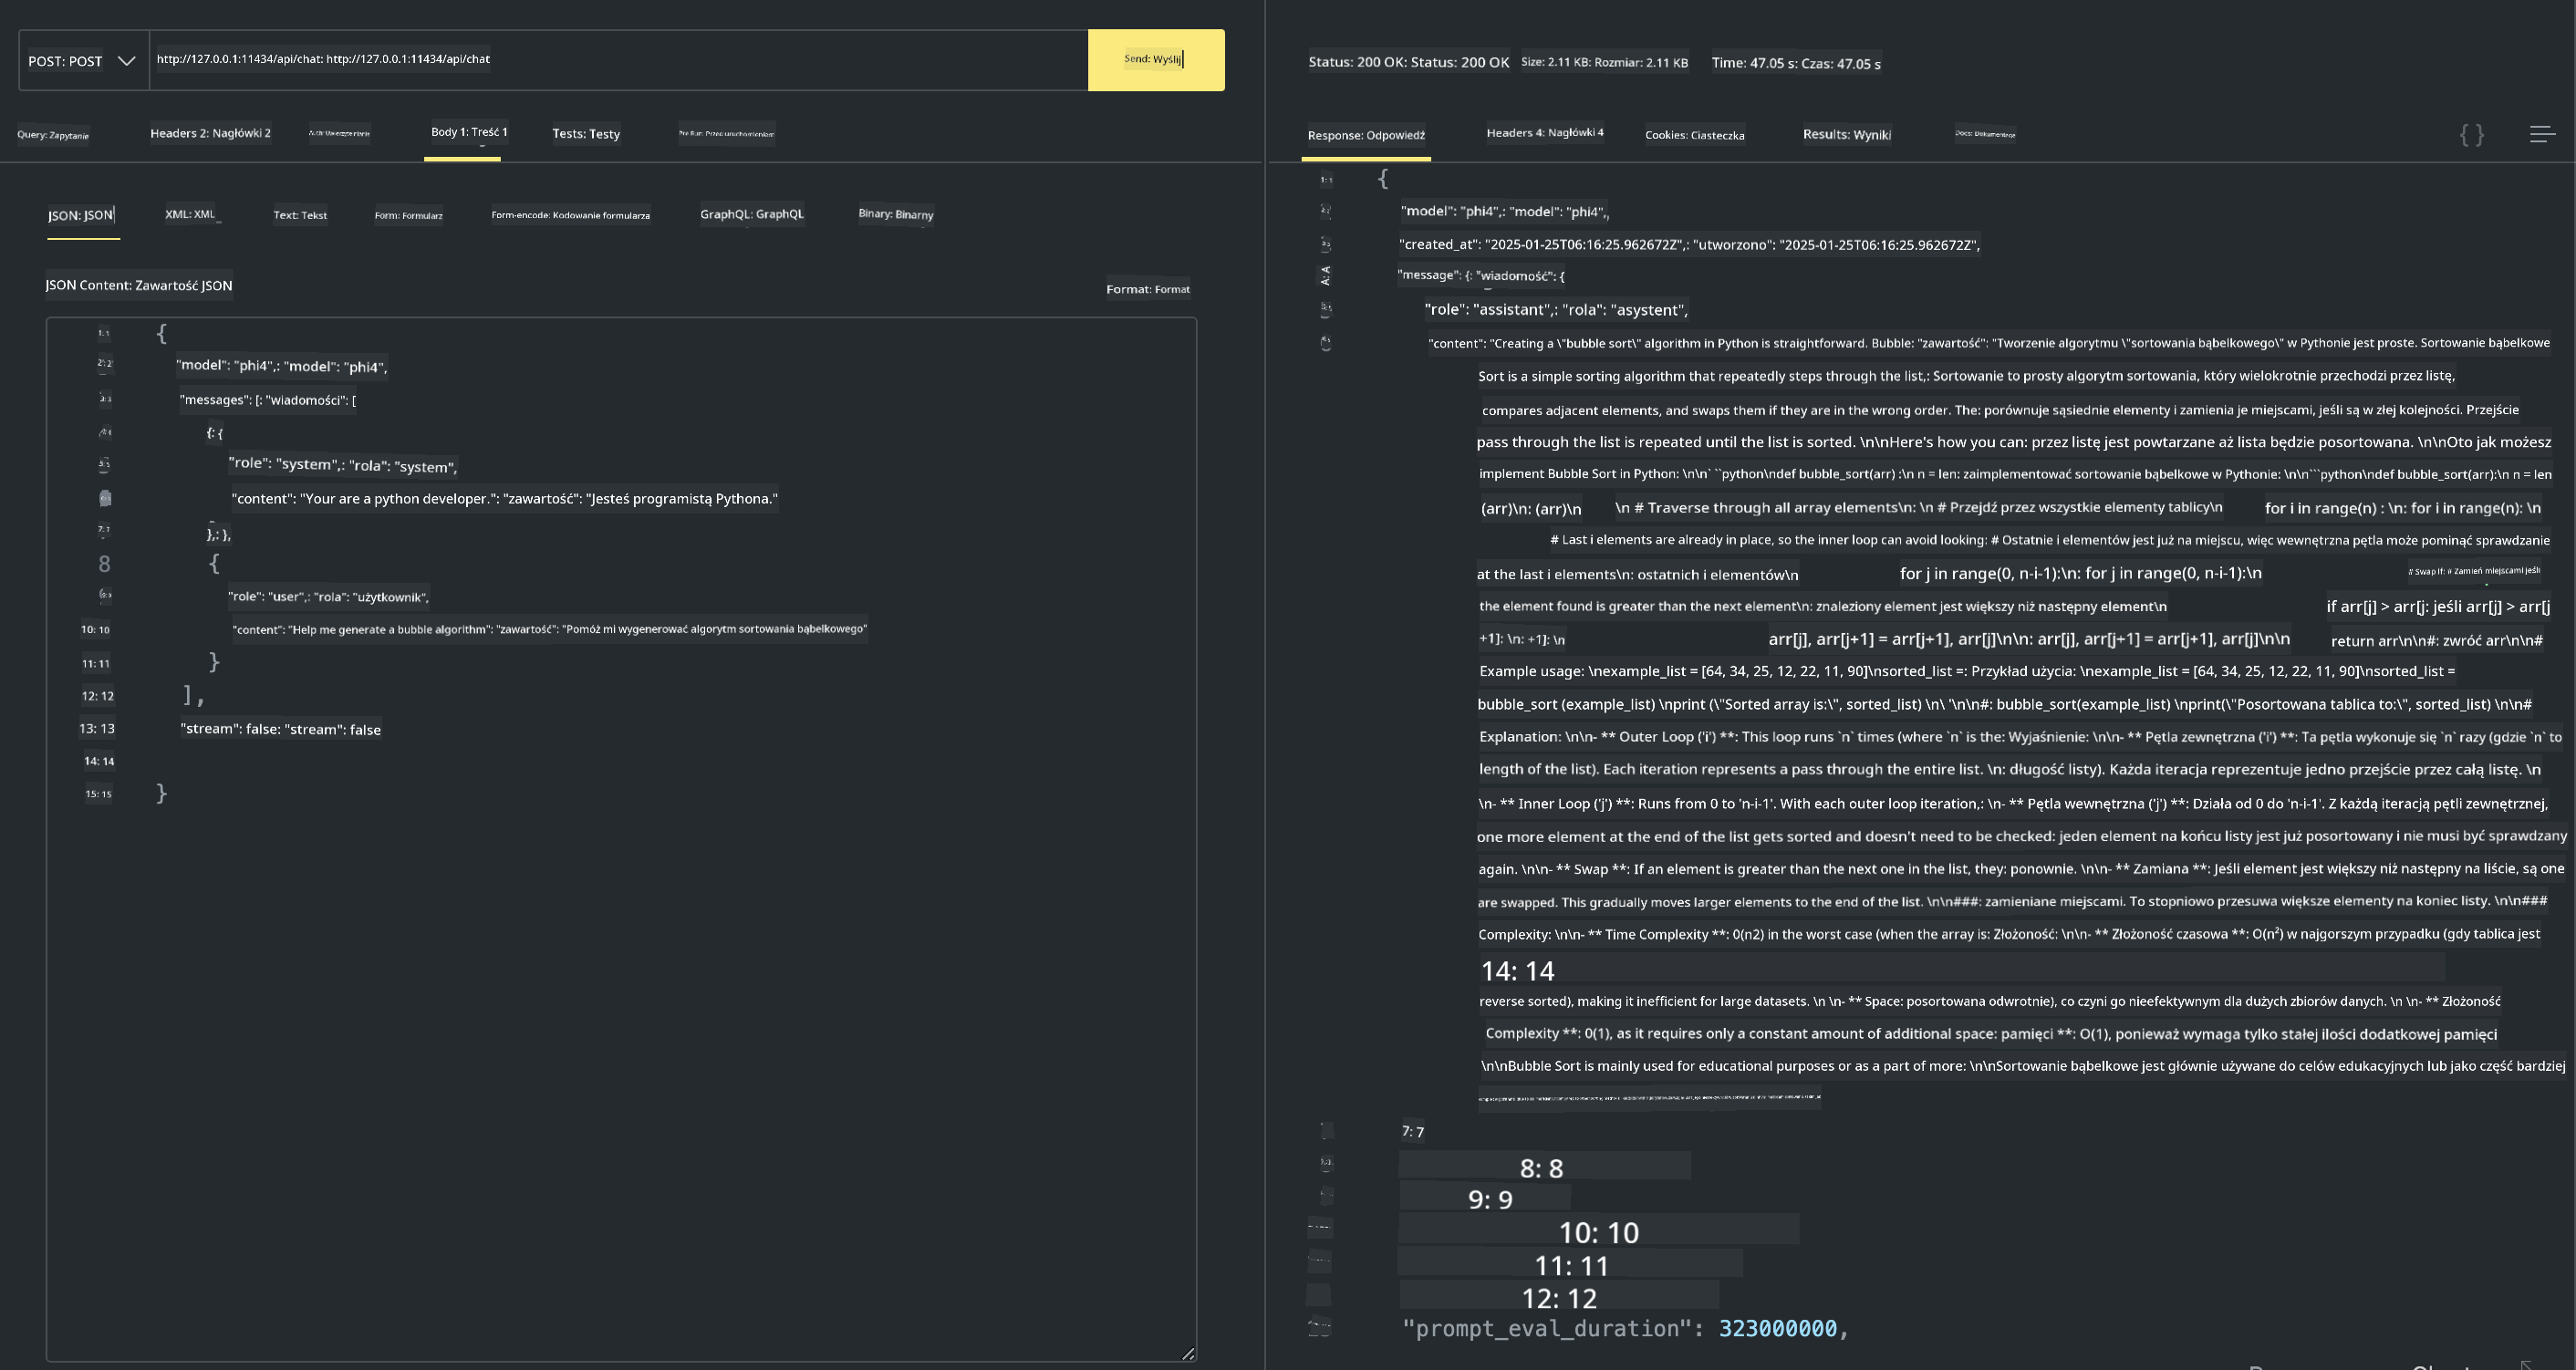 POST: POST
http://127.0.0.1:11434/api/chat: http://127.0.0.1:11434/api/chat
Send: Wyślij
Query: Zapytanie
Headers 2: Nagłówki 2
Body 1: Treść 1
Tests: Testy
Pre Run: Przed uruchomieniem
JSON: JSON
XML: XML
Text: Tekst
Form: Formularz
Form-encode: Kodowanie formularza
GraphQL: GraphQL
Binary: Binarny
JSON Content: Zawartość JSON
Format: Format
1: 1 {
2: 2 "model": "phi4",: "model": "phi4",
"messages": [: "wiadomości": [
{: {
"role": "system",: "rola": "system",
"content": "Your are a python developer.": "zawartość": "Jesteś programistą Pythona."
7: 7 },: },
8 {
"role": "user",: "rola": "użytkownik",
10: 10 "content": "Help me generate a bubble algorithm": "zawartość": "Pomóż mi wygenerować algorytm sortowania bąbelkowego"
11: 11 }
12: 12 ],
13: 13 "stream": false: "stream": false
14: 14
15: 15 }
Status: 200 OK: Status: 200 OK
Size: 2.11 KB: Rozmiar: 2.11 KB
Time: 47.05 s: Czas: 47.05 s
Response: Odpowiedź
Headers 4: Nagłówki 4
Cookies: Ciasteczka
Results: Wyniki
Docs: Dokumentacja
{ }
1: 1 {
"model": "phi4",: "model": "phi4",
"created_at": "2025-01-25T06:16:25.962672Z",: "utworzono": "2025-01-25T06:16:25.962672Z",
A: A "message": {: "wiadomość": {
"role": "assistant",: "rola": "asystent",
"content": "Creating a \"bubble sort\" algorithm in Python is straightforward. Bubble: "zawartość": "Tworzenie algorytmu \"sortowania bąbelkowego\" w Pythonie jest proste. Sortowanie bąbelkowe
Sort is a simple sorting algorithm that repeatedly steps through the list,: Sortowanie to prosty algorytm sortowania, który wielokrotnie przechodzi przez listę,
compares adjacent elements, and swaps them if they are in the wrong order. The: porównuje sąsiednie elementy i zamienia je miejscami, jeśli są w złej kolejności. Przejście
pass through the list is repeated until the list is sorted. \n\nHere's how you can: przez listę jest powtarzane aż lista będzie posortowana. \n\nOto jak możesz
implement Bubble Sort in Python: \n\n` ``python\ndef bubble_sort(arr) :\n n = len: zaimplementować sortowanie bąbelkowe w Pythonie: \n\n```python\ndef bubble_sort(arr):\n n = len
(arr)\n: (arr)\n \n # Traverse through all array elements\n: \n # Przejdź przez wszystkie elementy tablicy\n for i in range(n) : \n: for i in range(n): \n
# Last i elements are already in place, so the inner loop can avoid looking: # Ostatnie i elementów jest już na miejscu, więc wewnętrzna pętla może pominąć sprawdzanie
at the last i elements\n: ostatnich i elementów\n for j in range(0, n-i-1):\n: for j in range(0, n-i-1):\n # Swap If: # Zamień miejscami jeśli
the element found is greater than the next element\n: znaleziony element jest większy niż następny element\n if arr[j] > arr[j: jeśli arr[j] > arr[j
+1]: \n: +1]: \n arr[j], arr[j+1] = arr[j+1], arr[j]\n\n: arr[j], arr[j+1] = arr[j+1], arr[j]\n\n return arr\n\n#: zwróć arr\n\n#
Example usage: \nexample_list = [64, 34, 25, 12, 22, 11, 90]\nsorted_list =: Przykład użycia: \nexample_list = [64, 34, 25, 12, 22, 11, 90]\nsorted_list =
bubble_sort (example_list) \nprint (\"Sorted array is:\", sorted_list) \n\ `\n\n#: bubble_sort(example_list) \nprint(\"Posortowana tablica to:\", sorted_list) \n\n#
Explanation: \n\n- ** Outer Loop ('i') **: This loop runs `n` times (where `n` is the: Wyjaśnienie: \n\n- ** Pętla zewnętrzna ('i') **: Ta pętla wykonuje się `n` razy (gdzie `n` to
length of the list). Each iteration represents a pass through the entire list. \n: długość listy). Każda iteracja reprezentuje jedno przejście przez całą listę. \n
\n- ** Inner Loop ('j') **: Runs from 0 to 'n-i-1'. With each outer loop iteration,: \n- ** Pętla wewnętrzna ('j') **: Działa od 0 do 'n-i-1'. Z każdą iteracją pętli zewnętrznej,
one more element at the end of the list gets sorted and doesn't need to be checked: jeden element na końcu listy jest już posortowany i nie musi być sprawdzany
again. \n\n- ** Swap **: If an element is greater than the next one in the list, they: ponownie. \n\n- ** Zamiana **: Jeśli element jest większy niż następny na liście, są one
are swapped. This gradually moves larger elements to the end of the list. \n\n###: zamieniane miejscami. To stopniowo przesuwa większe elementy na koniec listy. \n\n###
Complexity: \n\n- ** Time Complexity **: 0(n2) in the worst case (when the array is: Złożoność: \n\n- ** Złożoność czasowa **: O(n²) w najgorszym przypadku (gdy tablica jest
14: 14
reverse sorted), making it inefficient for large datasets. \n \n- ** Space: posortowana odwrotnie), co czyni go nieefektywnym dla dużych zbiorów danych. \n \n- ** Złożoność
Complexity **: 0(1), as it requires only a constant amount of additional space: pamięci **: O(1), ponieważ wymaga tylko stałej ilości dodatkowej pamięci
\n\nBubble Sort is mainly used for educational purposes or as a part of more: \n\nSortowanie bąbelkowe jest głównie używane do celów edukacyjnych lub jako część bardziej
7: 7
8: 8
9: 9
10: 10
11: 11
12: 12
"prompt_eval_duration": 323000000,